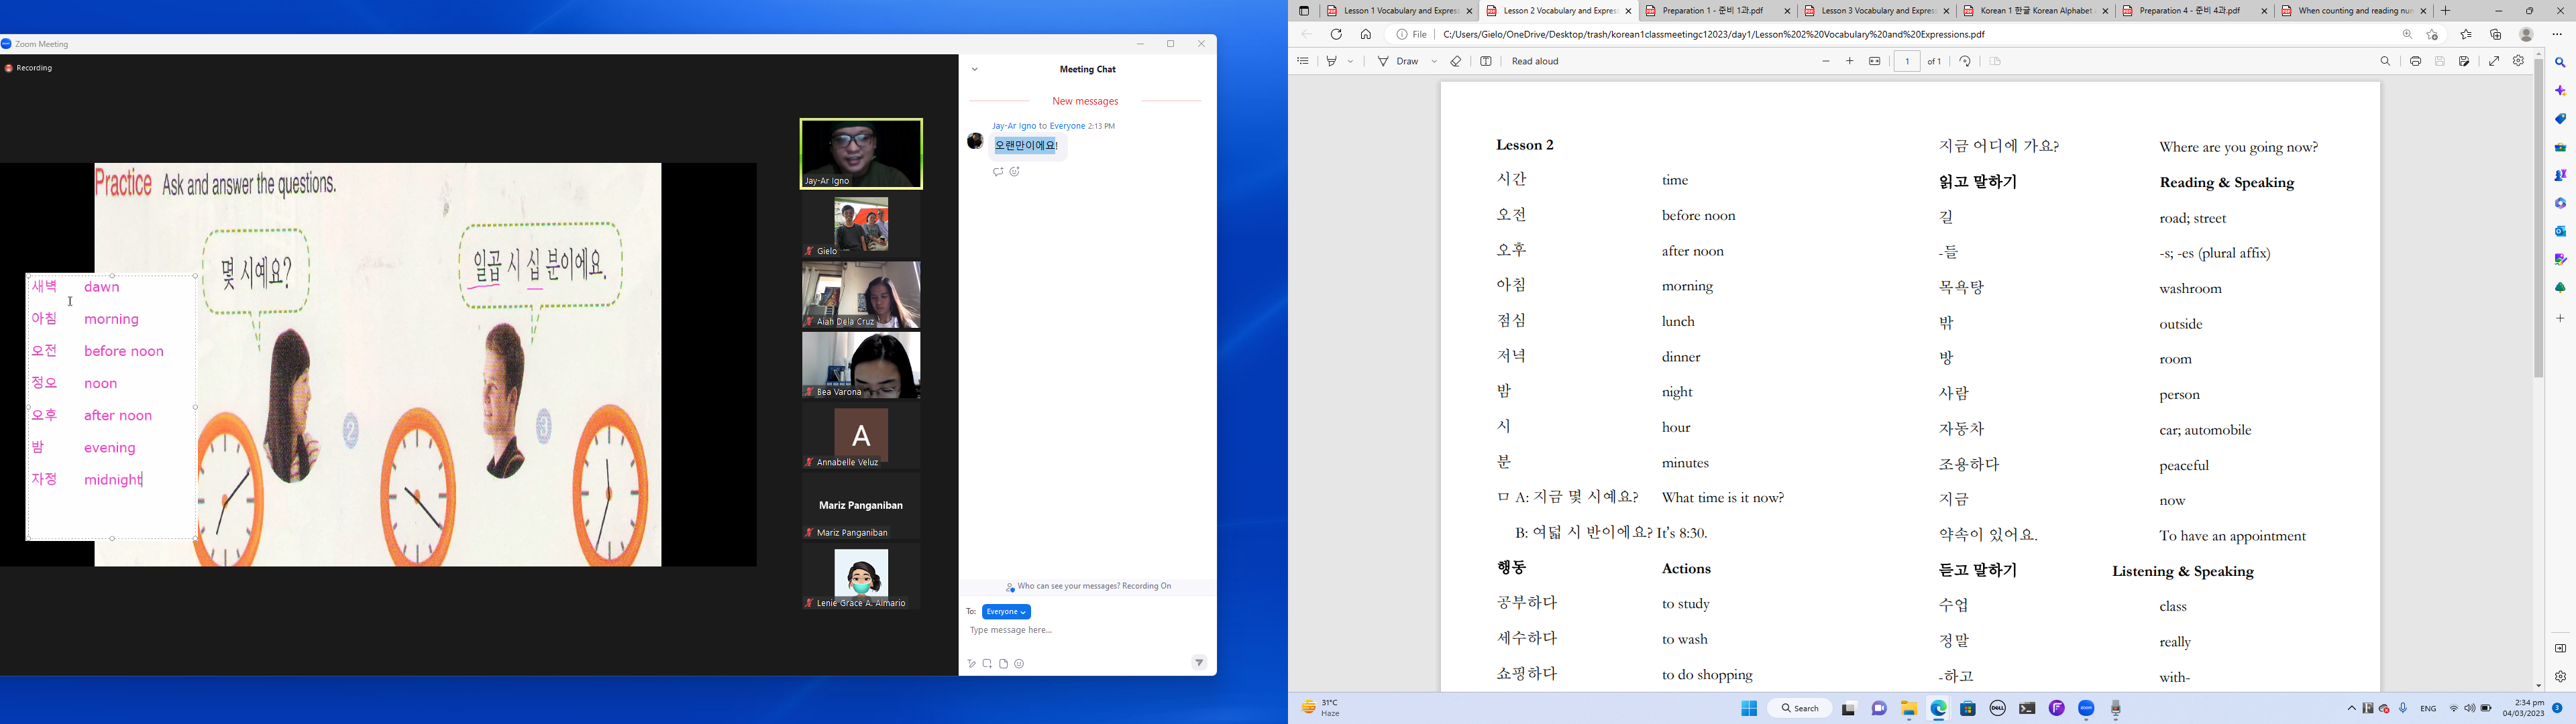 Zoom Meeting
Recording
Practice Ask and answer the questions.
몇 시예요?
일곱 시 십 분이에요.
새벽 dawn
아침 morning
오전 before noon
정오 noon
오후 after noon
밤 evening
자정 midnight
2
3
Jay-Ar Igno
Gielo
Aiah Dela Cruz
Bea Varona
A
Annabelle Veluz
Mariz Panganiban
Mariz Panganiban
Lenie Grace A. Almario
Meeting Chat
New messages
Jay-Ar Igno to Everyone 2:13 PM
오랜만이에요!
Who can see your messages? Recording On
To: Everyone
Type message here...
Lesson 1 Vocabulary and Express
Lesson 2 Vocabulary and Express
Preparation 1 - 준비 1과.pdf
Lesson 3 Vocabulary and Express
Korean 1 한글 Korean Alphabet
Preparation 4 - 준비 4과.pdf
When counting and reading num
File C:/Users/Gielo/OneDrive/Desktop/trash/korean1classmeetingc12023/day1/Lesson%202%20Vocabulary%20and%20Expressions.pdf
Draw
Read aloud
1 of 1
Lesson 2
시간 time
오전 before noon
오후 after noon
아침 morning
점심 lunch
저녁 dinner
밤 night
시 hour
분 minutes
ㅁ A: 지금 몇 시예요? What time is it now?
B: 여덟 시 반이에요? It's 8:30.
행동 Actions
공부하다 to study
세수하다 to wash
쇼핑하다 to do shopping
지금 어디에 가요? Where are you going now?
읽고 말하기 Reading & Speaking
길 road; street
-들 -s; -es (plural affix)
목욕탕 washroom
밖 outside
방 room
사람 person
자동차 car; automobile
조용하다 peaceful
지금 now
약속이 있어요. To have an appointment
듣고 말하기 Listening & Speaking
수업 class
정말 really
-하고 with-
31°C
Haze
Search
DELL
zoom
ENG
2:34 pm
04/03/2023
3